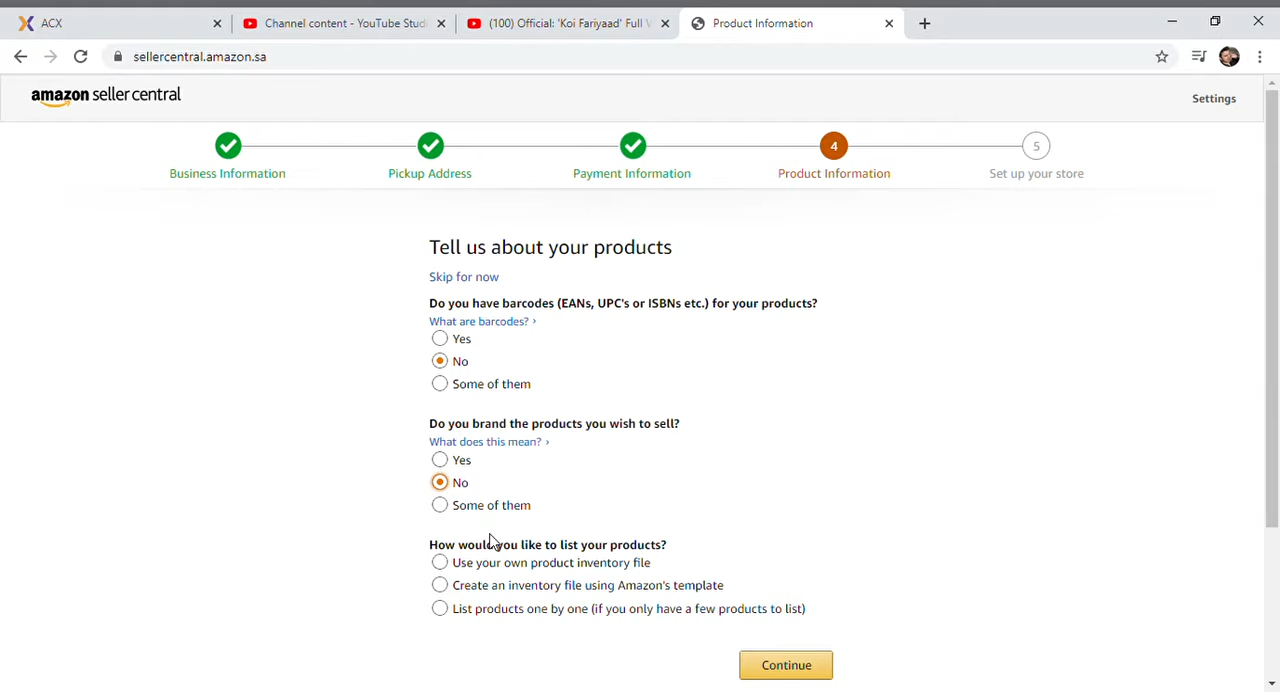 ACX
Channel content - YouTube Studi
(100) Official: 'Koi Fariyaad' Full V
Product Information
sellercentral.amazon.sa
amazon seller central
Settings
4
5
Business Information
Pickup Address
Payment Information
Product Information
Set up your store
Tell us about your products
Skip for now
Do you have barcodes (EANs, UPC's or ISBNs etc.) for your products?
What are barcodes? ›
Yes
No
Some of them
Do you brand the products you wish to sell?
What does this mean? ›
Yes
No
Some of them
How would you like to list your products?
Use your own product inventory file
Create an inventory file using Amazon's template
List products one by one (if you only have a few products to list)
Continue